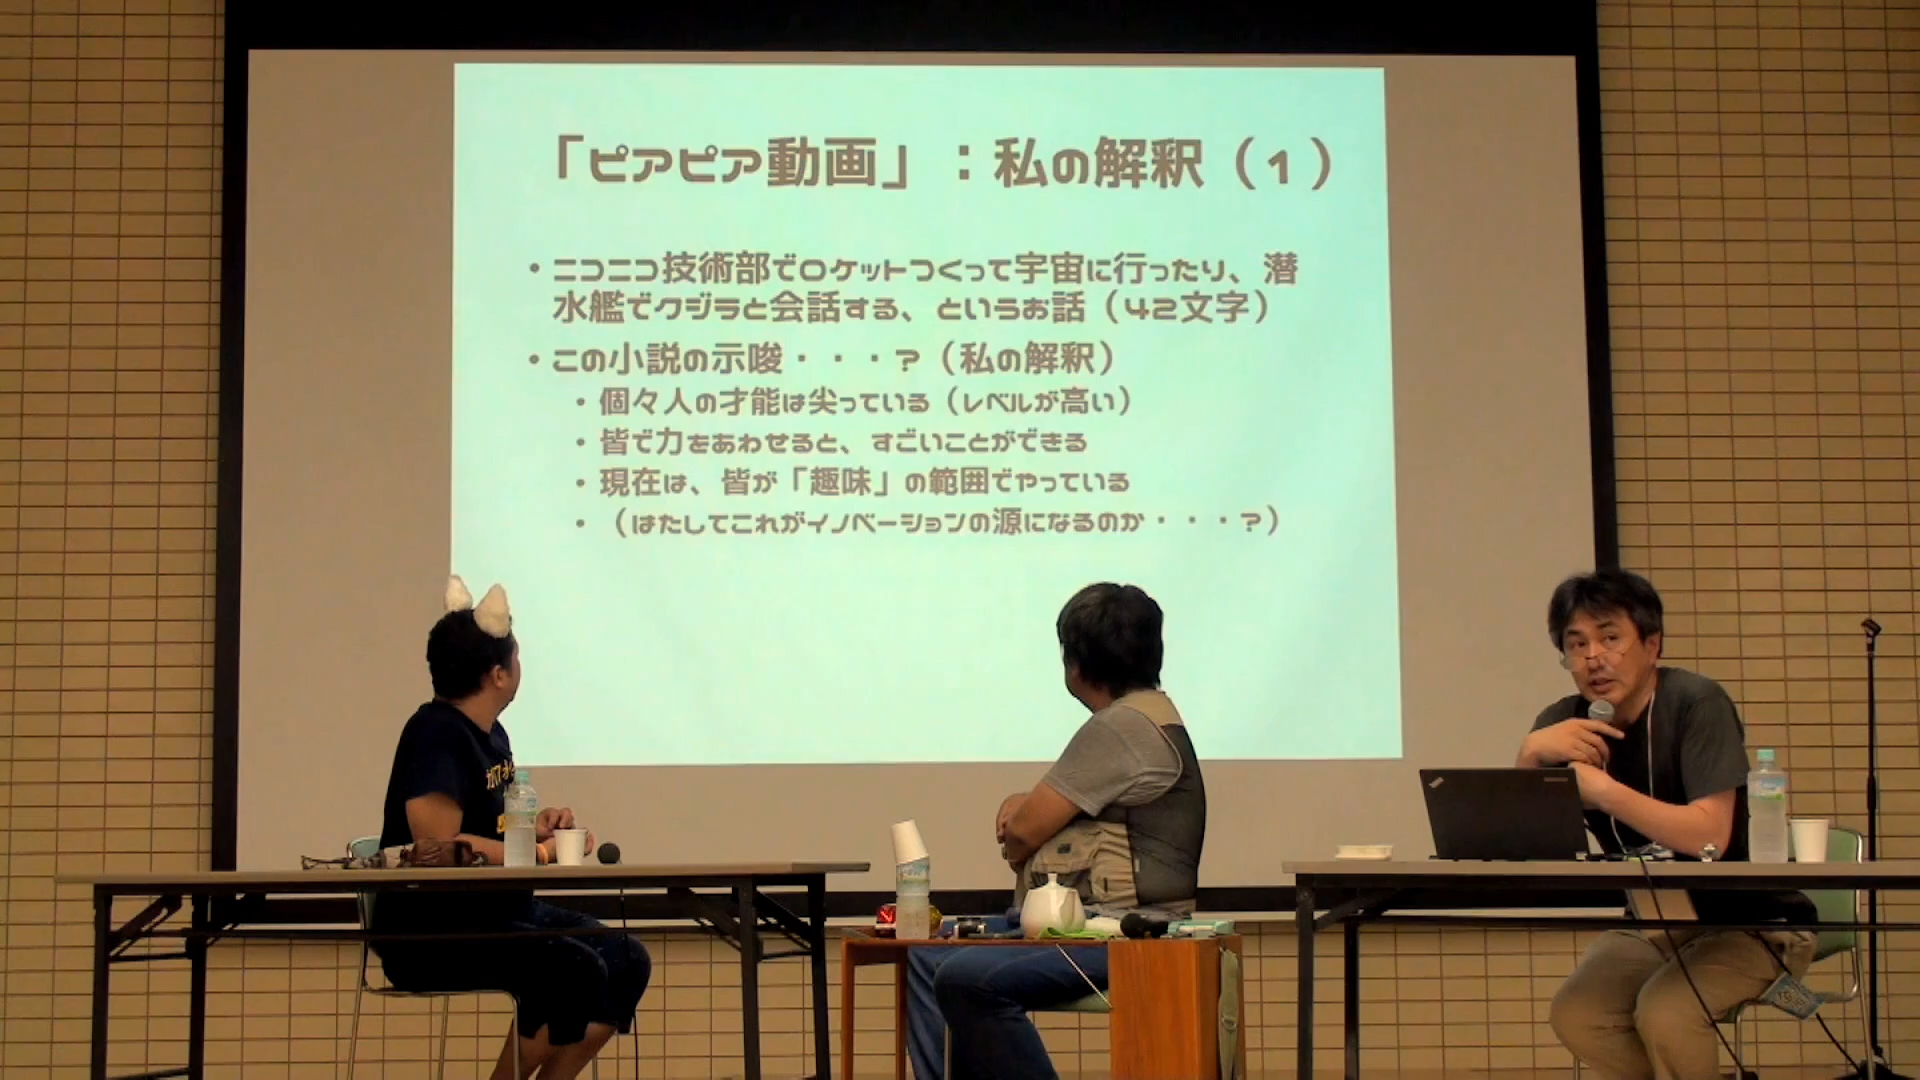 「ピアピア動画」：私の解釈（1）
・ニコニコ技術部でロケットつくって宇宙に行ったり、潜
水艦でクジラと会話する、というお話（42文字）
・この小説の示唆・・・？（私の解釈）
・個々人の才能は尖っている（レベルが高い）
・皆で力をあわせると、すごいことができる
・現在は、皆が「趣味」の範囲でやっている
・（はたしてこれがイノベーションの源になるのか・・・？）